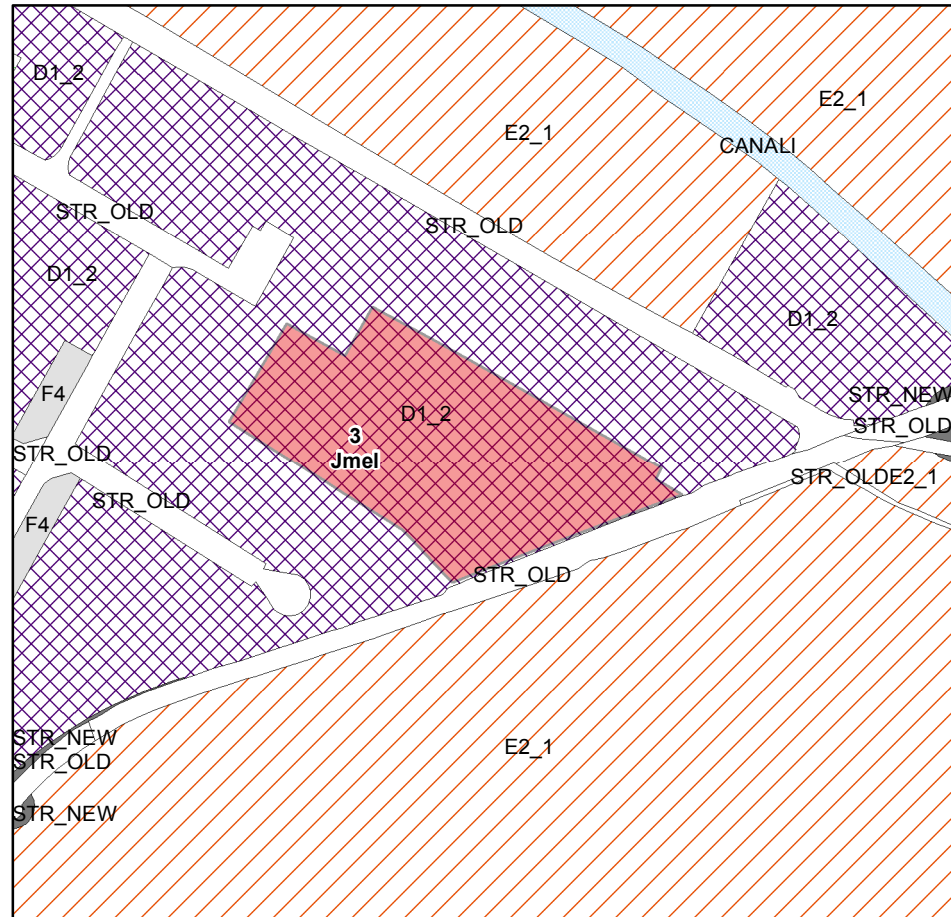 D1_2
E2_1
E2_1
CANALI
STR_OLD
STR_OLD
D1_2
D1_2
F4
STR_NEW
D1_2
STR_OLD
3
Jmel
STR_OLD
STR_OLDE2_1
STR_OLD
F4
STR_OLD
STR_NEW
E2_1
STR_OLD
STR_NEW